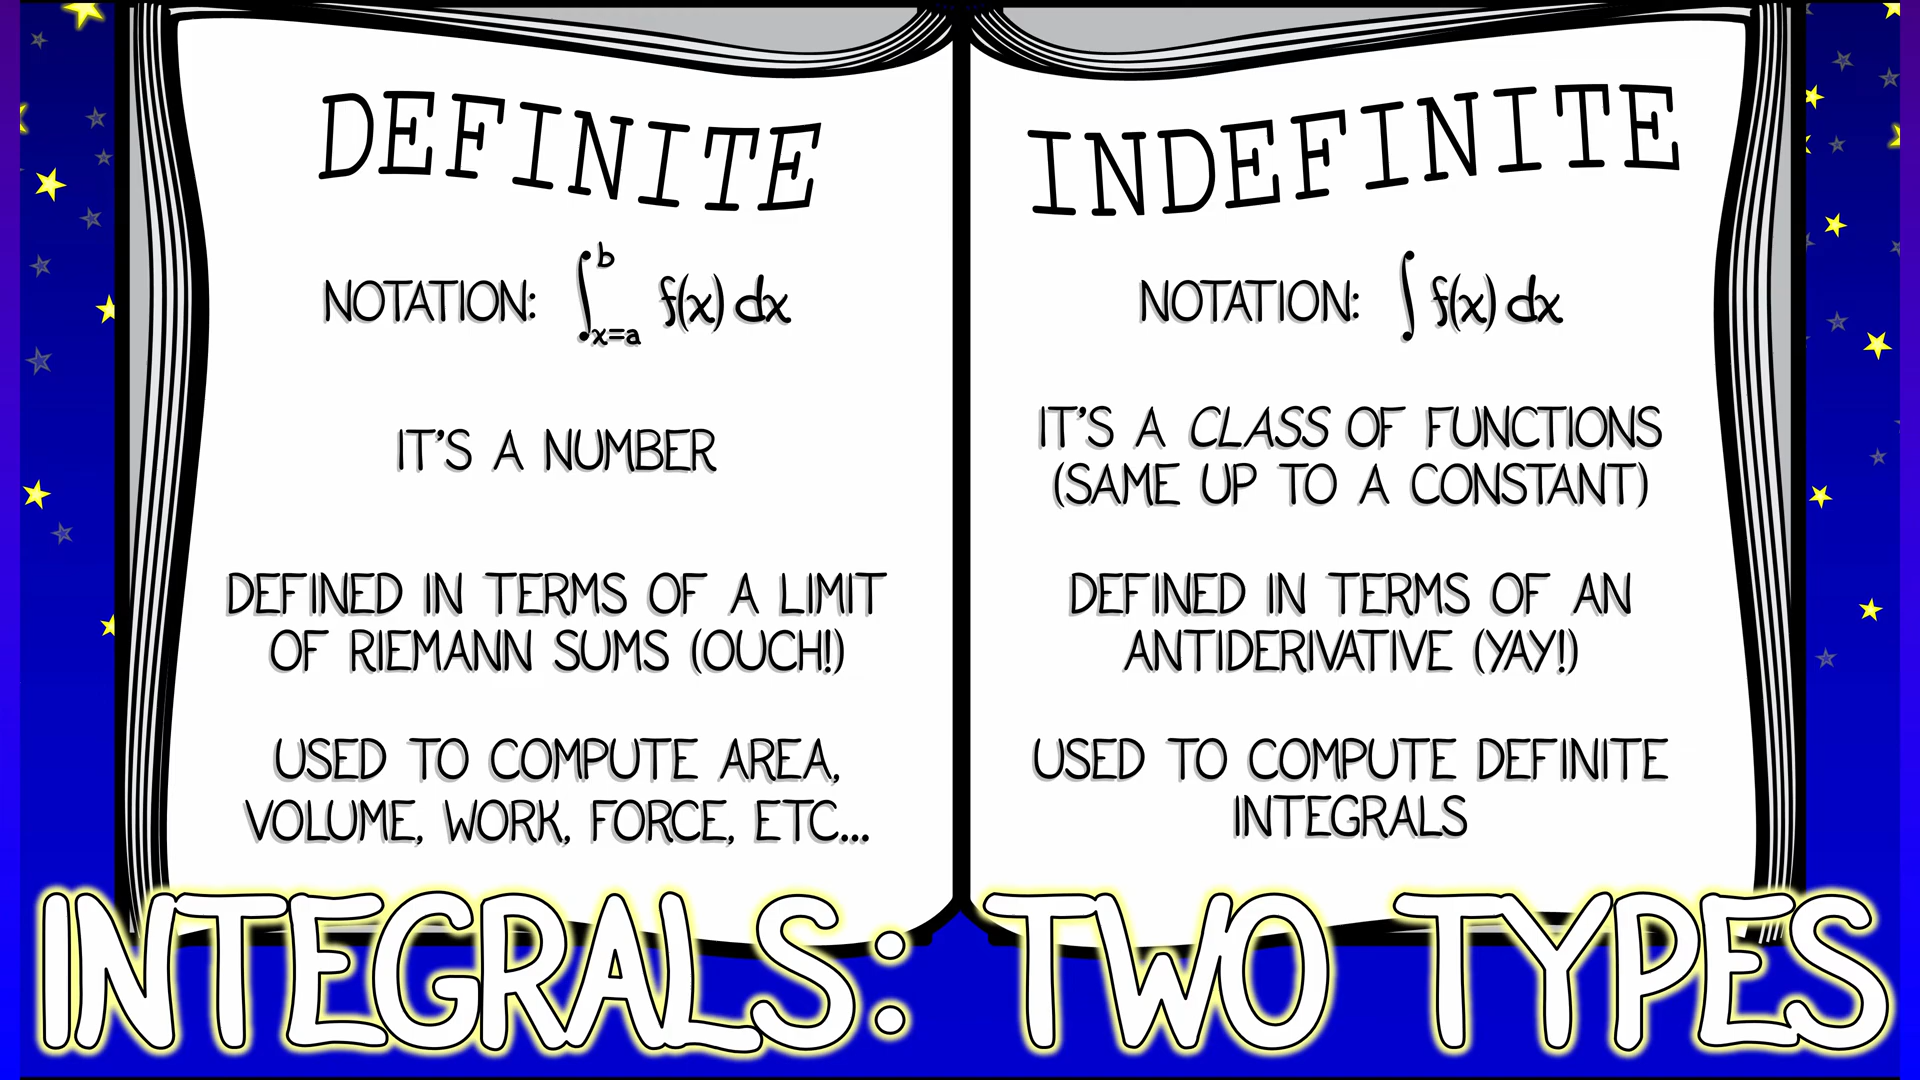 DEFINITE
NOTATION: ∫_{x=a}^{b} f(x) dx
IT'S A NUMBER
DEFINED IN TERMS OF A LIMIT
OF RIEMANN SUMS (OUCH!)
USED TO COMPUTE AREA,
VOLUME, WORK, FORCE, ETC...
INDEFINITE
NOTATION: ∫ f(x) dx
IT'S A CLASS OF FUNCTIONS
(SAME UP TO A CONSTANT)
DEFINED IN TERMS OF AN
ANTIDERIVATIVE (YAY!)
USED TO COMPUTE DEFINITE
INTEGRALS
INTEGRALS: TWO TYPES